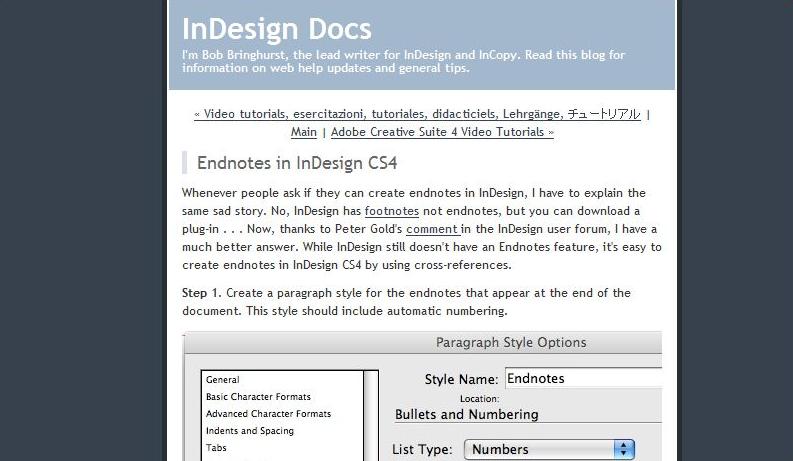 InDesign Docs
I'm Bob Bringhurst, the lead writer for InDesign and InCopy. Read this blog for
information on web help updates and general tips.
« Video tutorials, esercitazioni, tutoriales, didacticiels, Lehrgänge, チュートリアル |
Main | Adobe Creative Suite 4 Video Tutorials »
Endnotes in InDesign CS4
Whenever people ask if they can create endnotes in InDesign, I have to explain the
same sad story. No, InDesign has footnotes not endnotes, but you can download a
plug-in . . . Now, thanks to Peter Gold's comment in the InDesign user forum, I have a
much better answer. While InDesign still doesn't have an Endnotes feature, it's easy to
create endnotes in InDesign CS4 by using cross-references.
Step 1. Create a paragraph style for the endnotes that appear at the end of the
document. This style should include automatic numbering.
Paragraph Style Options
General
Basic Character Formats
Advanced Character Formats
Indents and Spacing
Tabs
Style Name: Endnotes
Location:
Bullets and Numbering
List Type: Numbers